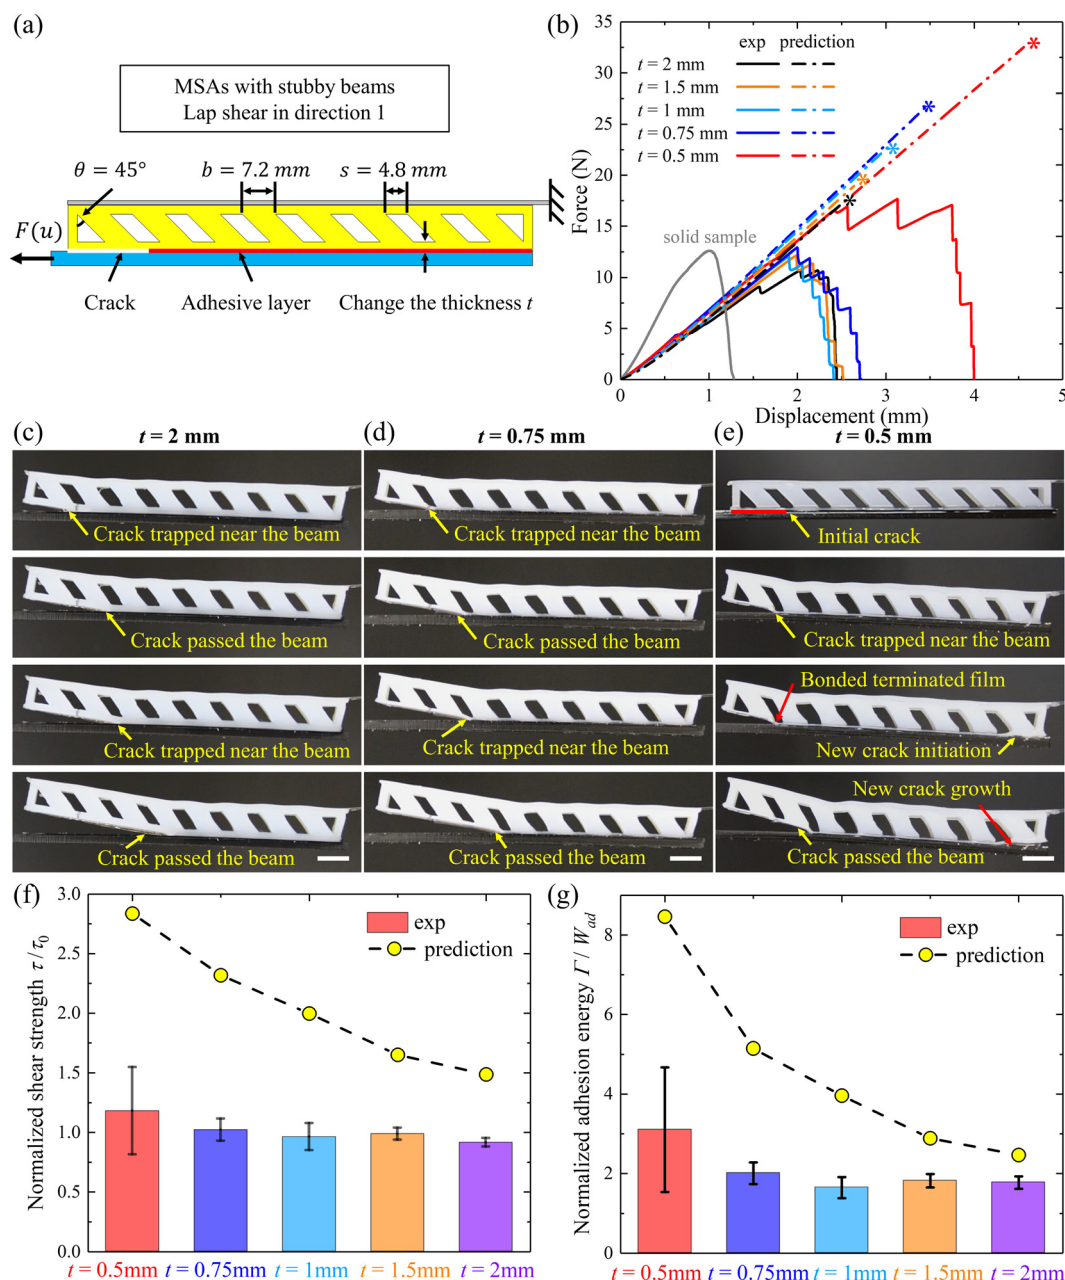 (a)
MSAs with stubby beams
Lap shear in direction 1
θ = 45°
b = 7.2 mm
s = 4.8 mm
F(u)
Crack
Adhesive layer
Change the thickness t
(b)
35
30
25
20
15
10
5
0
Force (N)
exp prediction
t = 2 mm
t = 1.5 mm
t = 1 mm
t = 0.75 mm
t = 0.5 mm
solid sample
0 1 2 3 4 5
Displacement (mm)
(c)
t = 2 mm
Crack trapped near the beam
Crack passed the beam
Crack trapped near the beam
Crack passed the beam
(d)
t = 0.75 mm
Crack trapped near the beam
Crack passed the beam
Crack trapped near the beam
Crack passed the beam
(e)
t = 0.5 mm
Initial crack
Crack trapped near the beam
Bonded terminated film
New crack initiation
New crack growth
Crack passed the beam
(f)
3.0
2.5
2.0
1.5
1.0
0.5
0.0
Normalized shear strength τ/τ0
exp
prediction
t = 0.5mm t = 0.75mm t = 1mm t = 1.5mm t = 2mm
(g)
8
6
4
2
0
Normalized adhesion energy Γ/Wad
exp
prediction
t = 0.5mm t = 0.75mm t = 1mm t = 1.5mm t = 2mm